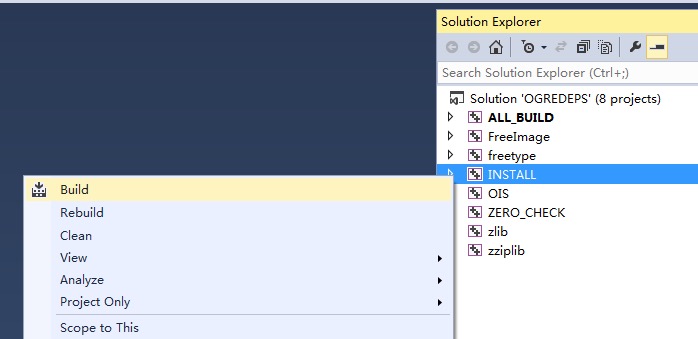 Solution Explorer
Search Solution Explorer (Ctrl+;)
Solution 'OGREDEPS' (8 projects)
ALL_BUILD
FreeImage
freetype
INSTALL
OIS
ZERO_CHECK
zlib
zziplib
Build
Rebuild
Clean
View
Analyze
Project Only
Scope to This